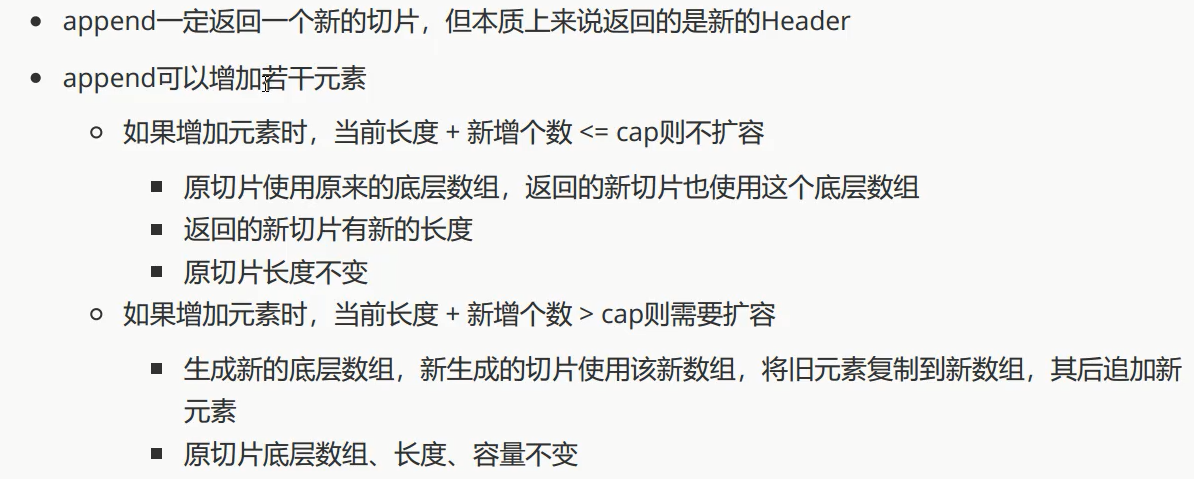 append一定返回一个新的切片，但本质上来说返回的是新的Header
append可以增加若干元素
如果增加元素时，当前长度 + 新增个数 <= cap则不扩容
原切片使用原来的底层数组，返回的新切片也使用这个底层数组
返回的新切片有新的长度
原切片长度不变
如果增加元素时，当前长度 + 新增个数 > cap则需要扩容
生成新的底层数组，新生成的切片使用该新数组，将旧元素复制到新数组，其后追加新
元素
原切片底层数组、长度、容量不变